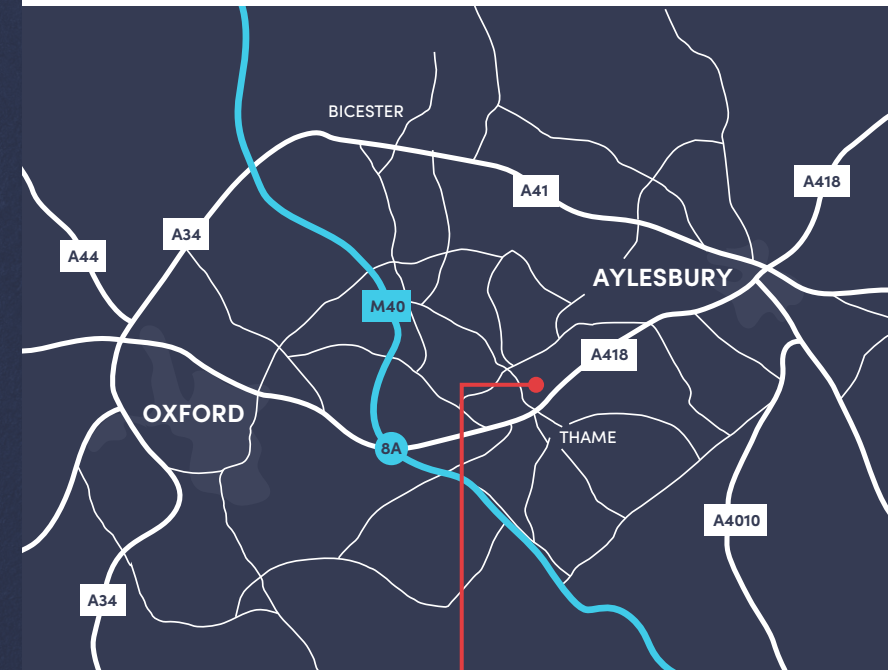 BICESTER
A418
A41
A34
A44
AYLESBURY
M40
A418
OXFORD
THAME
8A
A4010
A34